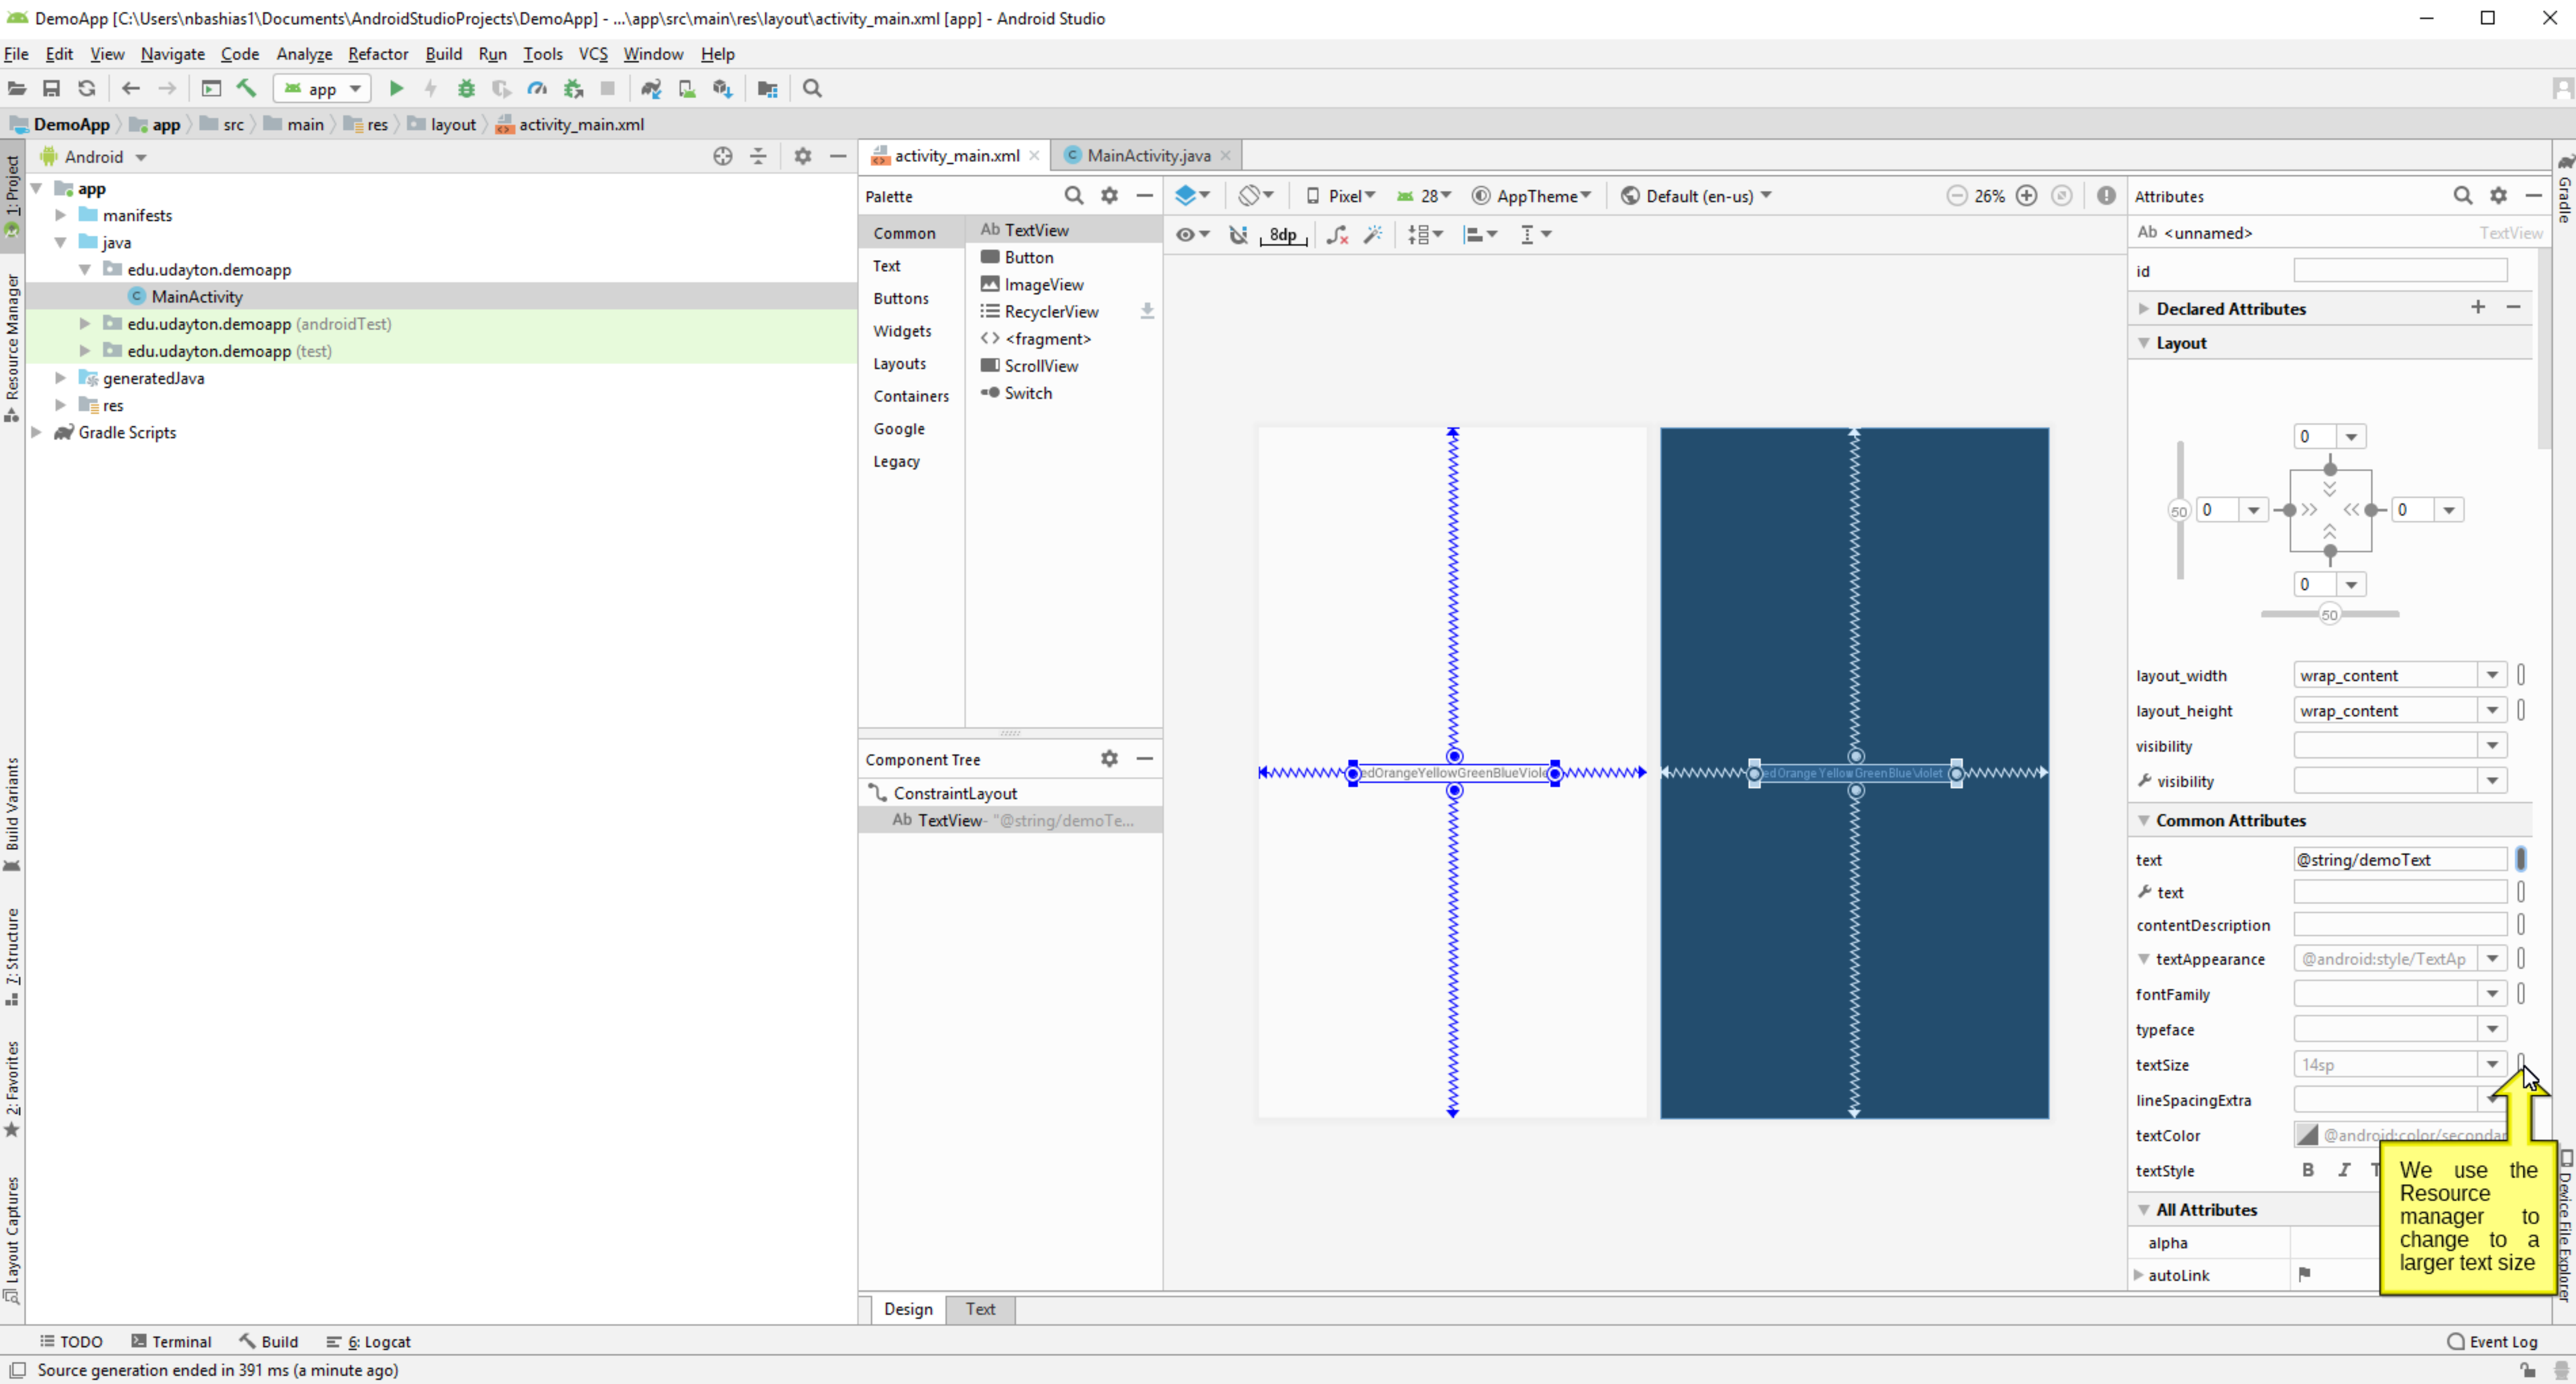 DemoApp [C:\Users\nbashias1\Documents\AndroidStudioProjects\DemoApp] - ...\app\src\main\res\layout\activity_main.xml [app] - Android Studio
File Edit View Navigate Code Analyze Refactor Build Run Tools VCS Window Help
app
DemoApp app src main res layout activity_main.xml
1: Project
Resource Manager
Build Variants
7: Structure
2: Favorites
Layout Captures
Android
app
manifests
java
edu.udayton.demoapp
MainActivity
edu.udayton.demoapp (androidTest)
edu.udayton.demoapp (test)
generatedJava
res
Gradle Scripts
activity_main.xml MainActivity.java
Palette
Common
Text
Buttons
Widgets
Layouts
Containers
Google
Legacy
Ab TextView
Button
ImageView
RecyclerView
<fragment>
ScrollView
Switch
Component Tree
ConstraintLayout
Ab TextView- "@string/demoTe...
Pixel 28 AppTheme Default (en-us) 26%
8dp
edOrangeYellowGreenBlueViole
edOrangeYellowGreenBlueViolet
Design Text
Attributes
Ab <unnamed> TextView
id
Declared Attributes
Layout
0
50 0 0
0
50
layout_width wrap_content
layout_height wrap_content
visibility
visibility
Common Attributes
text @string/demoText
text
contentDescription
textAppearance @android:style/TextAp
fontFamily
typeface
textSize 14sp
lineSpacingExtra
textColor @android:color/secondar
textStyle B I T
All Attributes
alpha
autoLink
We use the
Resource
manager to
change to a
larger text size
Gradle
Device File Explorer
TODO Terminal Build 6: Logcat Event Log
Source generation ended in 391 ms (a minute ago)